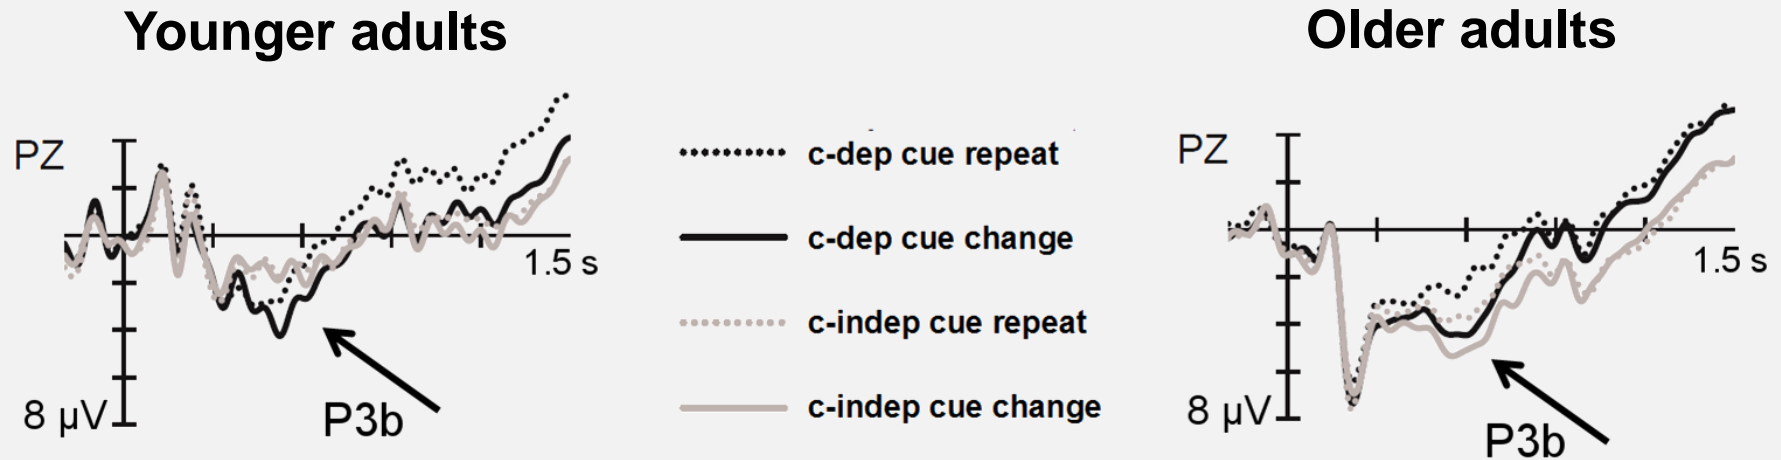 Younger adults
Older adults
PZ
1.5 s
8 µV
P3b
c-dep cue repeat
c-dep cue change
c-indep cue repeat
c-indep cue change
PZ
1.5 s
8 µV
P3b